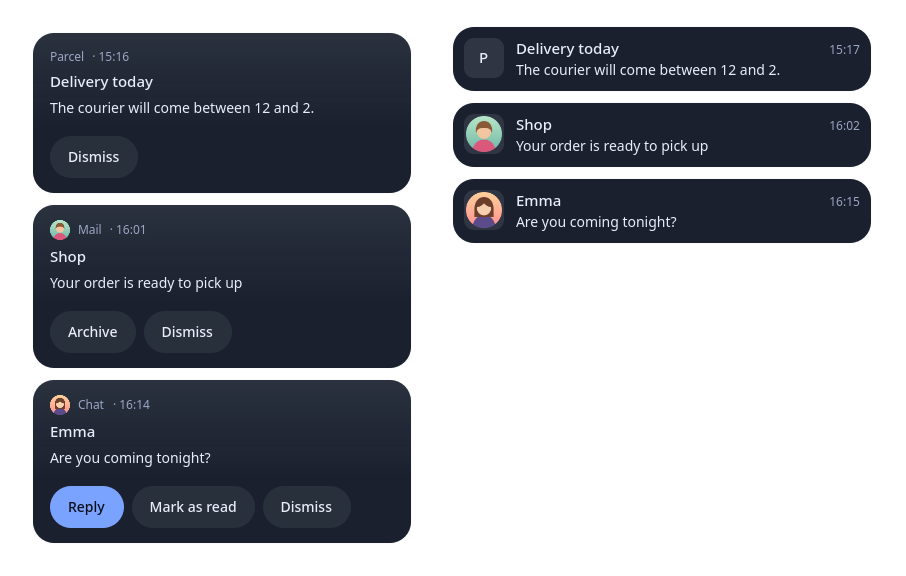 Parcel · 15:16
Delivery today
The courier will come between 12 and 2.
Dismiss
Mail · 16:01
Shop
Your order is ready to pick up
Archive Dismiss
Chat · 16:14
Emma
Are you coming tonight?
Reply Mark as read Dismiss
P
Delivery today 15:17
The courier will come between 12 and 2.
Shop 16:02
Your order is ready to pick up
Emma 16:15
Are you coming tonight?